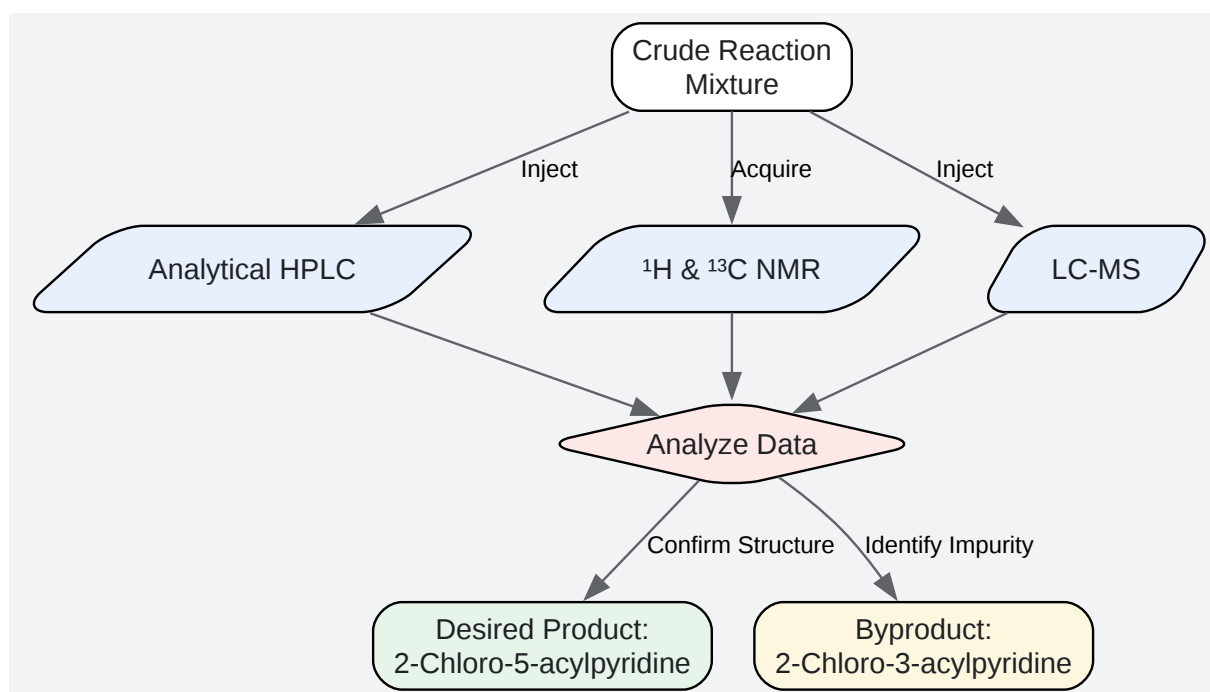 Crude Reaction
Mixture
Inject
Acquire
Inject
Analytical HPLC
¹H & ¹³C NMR
LC-MS
Analyze Data
Confirm Structure
Identify Impurity
Desired Product:
2-Chloro-5-acylpyridine
Byproduct:
2-Chloro-3-acylpyridine